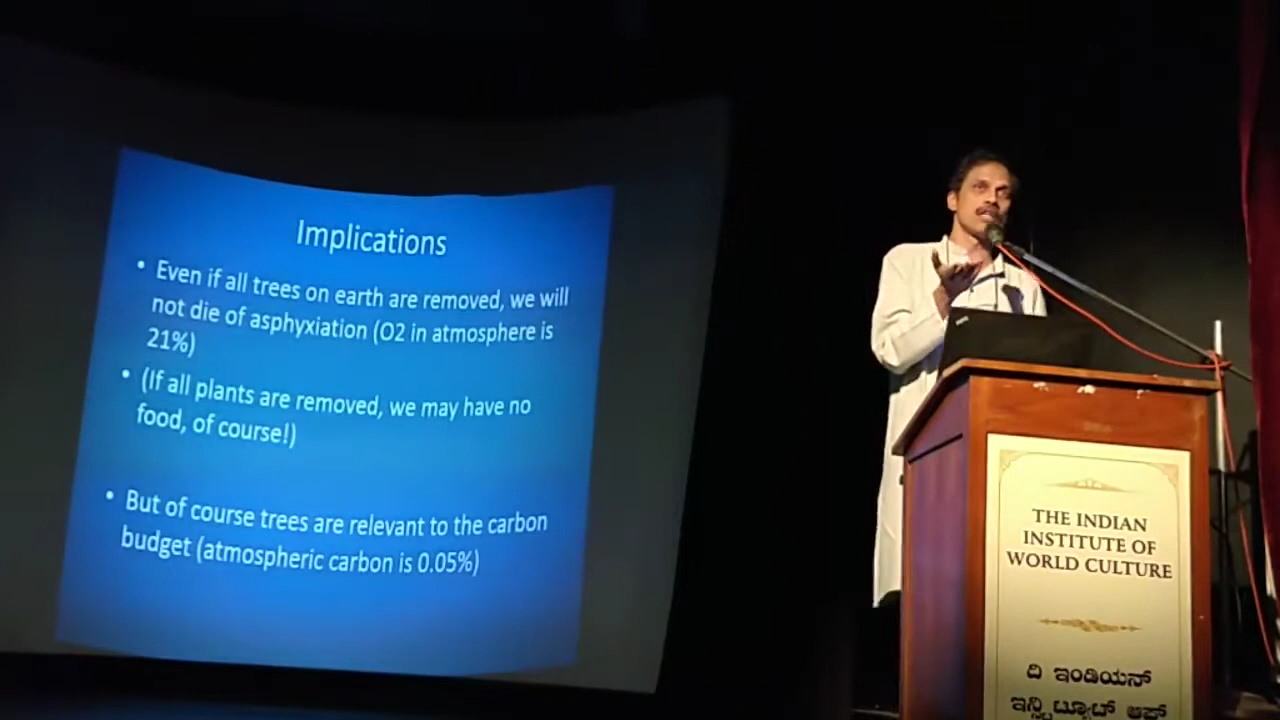 Implications
• Even if all trees on earth are removed, we will
not die of asphyxiation (O2 in atmosphere is
21%)
• (If all plants are removed, we may have no
food, of course!)
• But of course trees are relevant to the carbon
budget (atmospheric carbon is 0.05%)
THE INDIAN
INSTITUTE OF
WORLD CULTURE
ದಿ ಇಂಡಿಯನ್
ಇನ್ಸ್ಟಿಟ್ಯೂಟ್ ಆಫ್